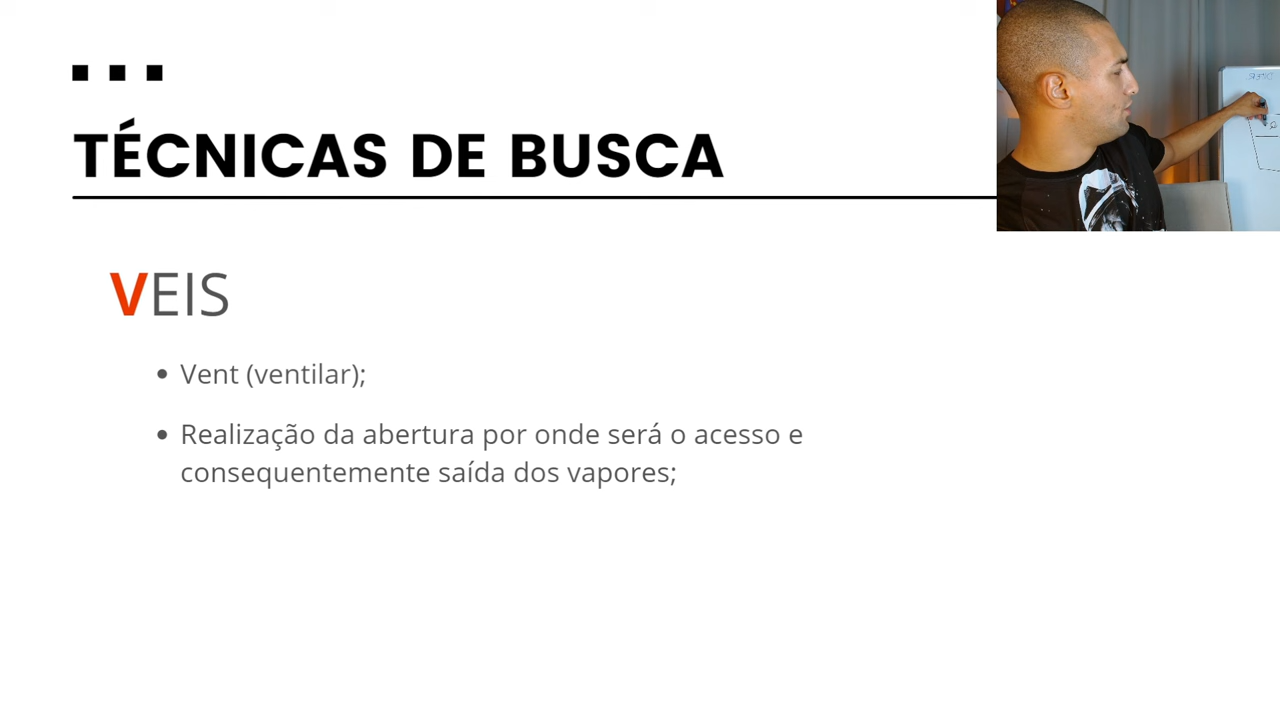 TÉCNICAS DE BUSCA
VEIS
Vent (ventilar);
Realização da abertura por onde será o acesso e
consequentemente saída dos vapores;